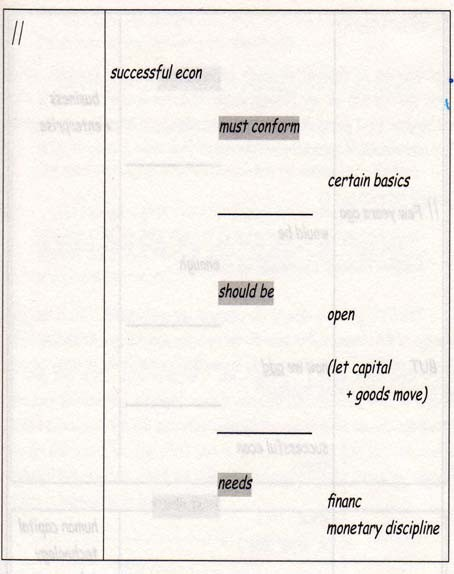 //
successful econ
must conform
certain basics
should be
open
(let capital
+ goods move)
needs
financ
monetary discipline